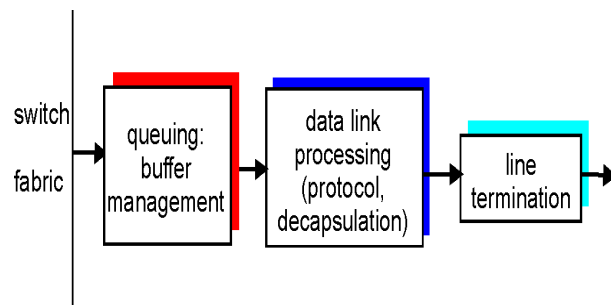 switch
fabric
queuing:
buffer
management
data link
processing
(protocol,
decapsulation)
line
termination